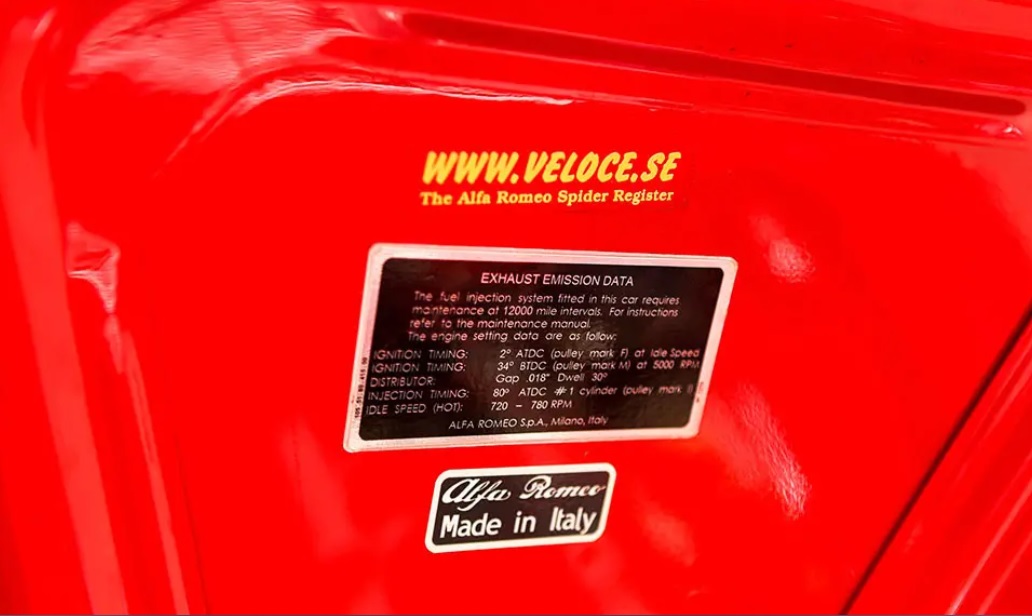 WWW.VELOCE.SE
The Alfa Romeo Spider Register
EXHAUST EMISSION DATA
The fuel injection system fitted in this car requires
maintenance at 12000 mile intervals. For instructions
refer to the maintenance manual
The engine setting data are as follow:
IGNITION TIMING: 2° ATDC (pulley mark F) at Idle Speed
IGNITION TIMING: 34° BTDC (pulley mark M) at 5000 RPM
DISTRIBUTOR: Gap .018" Dwell 30°
INJECTION TIMING: 80° ATDC #1 cylinder (pulley mark I)
IDLE SPEED (HOT): 720 – 780 RPM
ALFA ROMEO S.p.A., Milano, Italy
Alfa Romeo
Made in Italy